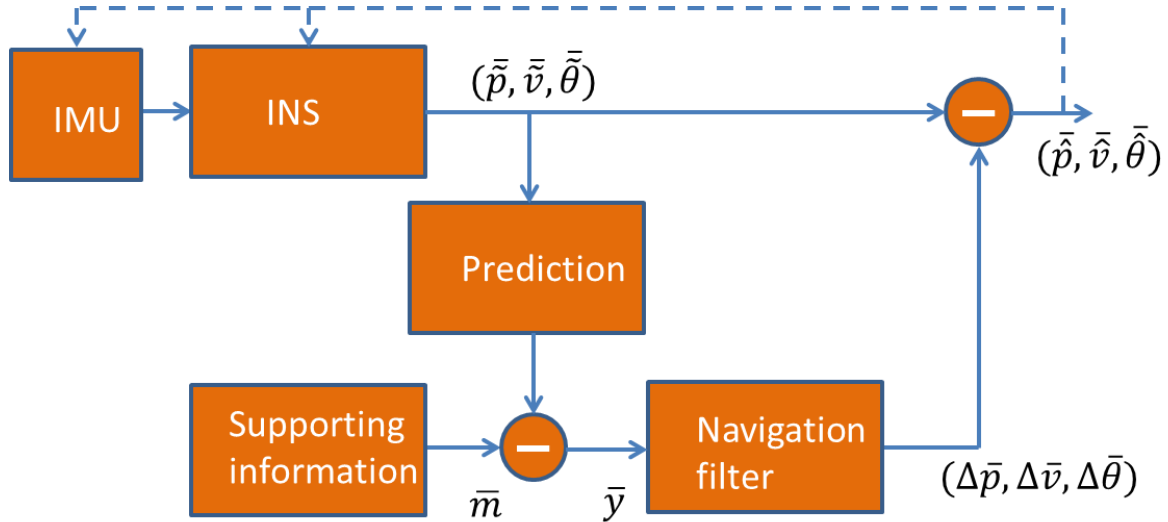 IMU
INS
(p̃̄, ṽ̄, θ̃̄)
−
(p̂̄, v̂̄, θ̂̄)
Prediction
Supporting
information
−
Navigation
filter
m̄
ȳ
(Δp̄, Δv̄, Δθ̄)